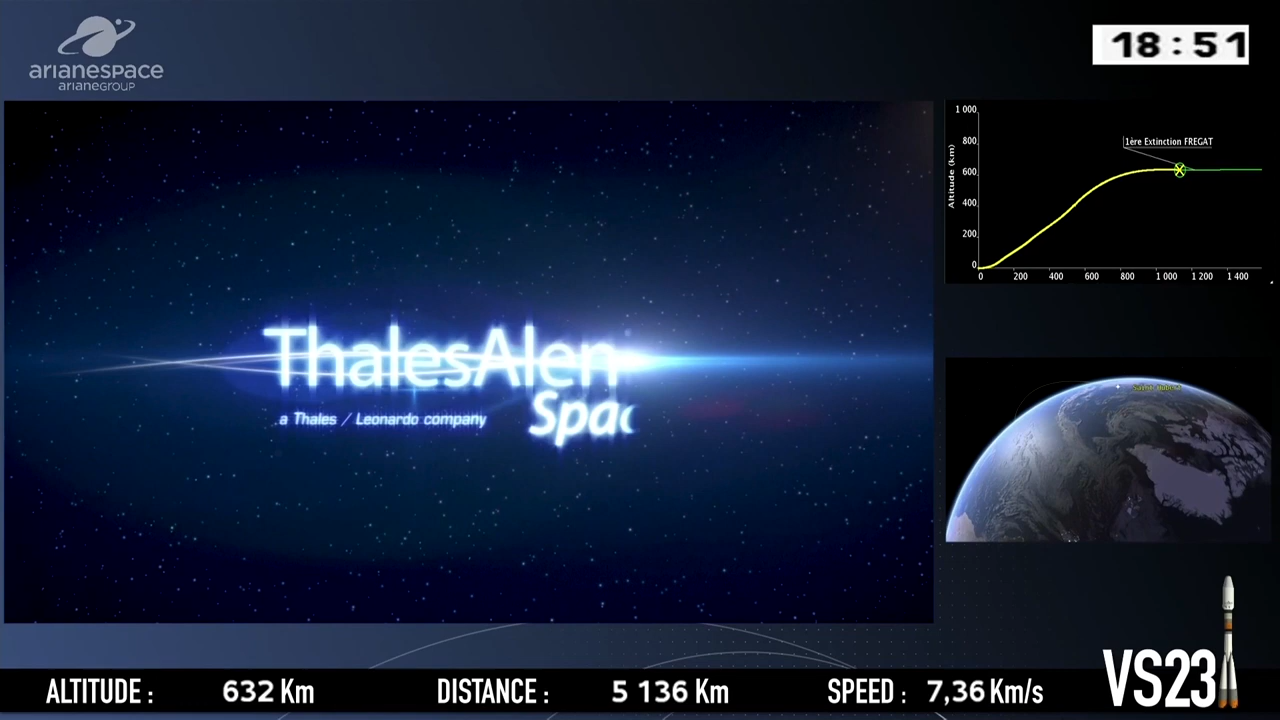 arianespace
arianeGROUP
18:51
ThalesAlen
Spac
a Thales / Leonardo company
1 000
800
600
400
200
0
Altitude (km)
1ère Extinction FREGAT
0 200 400 600 800 1 000 1 200 1 400
ALTITUDE : 632 Km DISTANCE : 5 136 Km SPEED : 7,36 Km/s
VS23